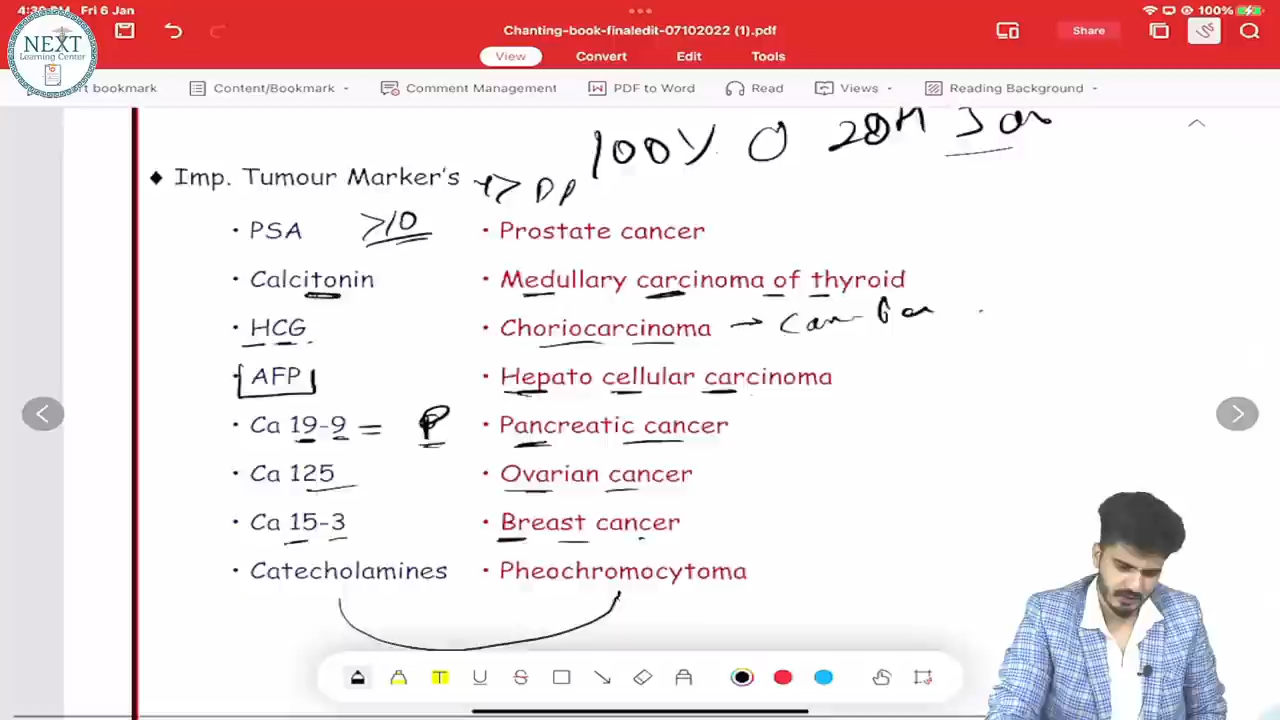 4:39 PM Fri 6 Jan
100%
NEXT
Learning Center
Chanting-book-finaledit-07102022 (1).pdf
Share
View Convert Edit Tools
bookmark Content/Bookmark Comment Management PDF to Word Read Views Reading Background
100% 20th Jan
◆ Imp. Tumour Marker's
· PSA >10 · Prostate cancer
· Calcitonin · Medullary carcinoma of thyroid
· HCG · Choriocarcinoma →
· AFP · Hepato cellular carcinoma
· Ca 19-9 = P · Pancreatic cancer
· Ca 125 · Ovarian cancer
· Ca 15-3 · Breast cancer
· Catecholamines · Pheochromocytoma